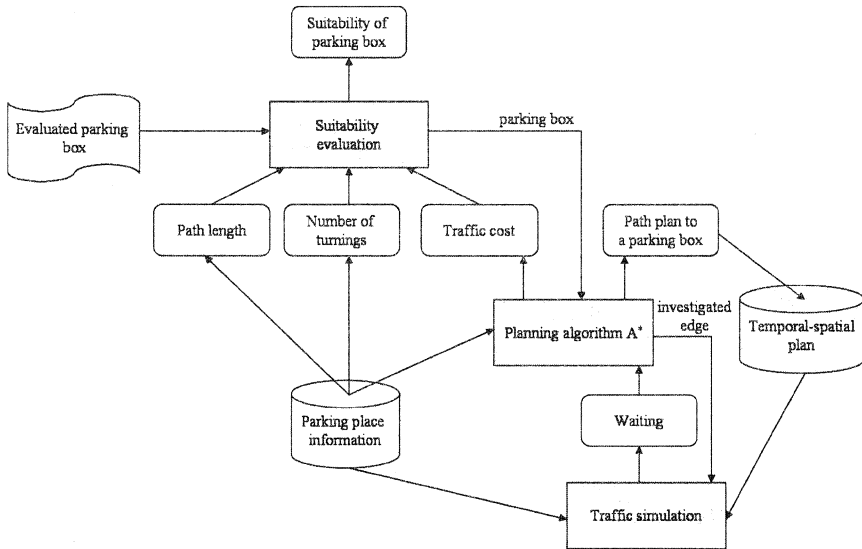 Suitability of
parking box
Evaluated parking
box
Suitability
evaluation
parking box
Path length
Number of
turnings
Traffic cost
Path plan to
a parking box
Planning algorithm A*
investigated
edge
Temporal-spatial
plan
Parking place
information
Waiting
Traffic simulation